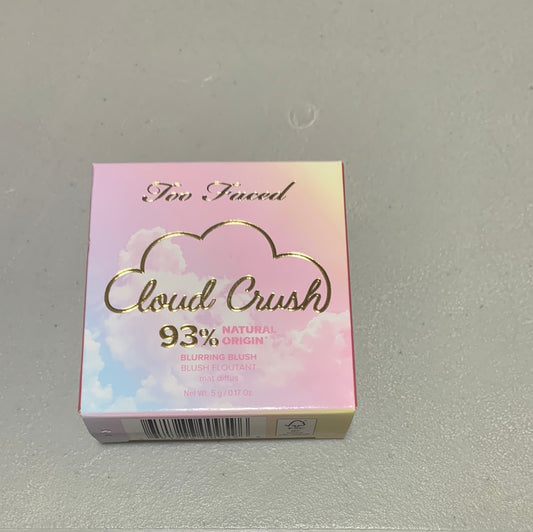 Too Faced
Cloud Crush
93% NATURAL
ORIGIN*
BLURRING BLUSH
BLUSH FLOUTANT
mat diffus
Net Wt. 5 g / 0.17 Oz.